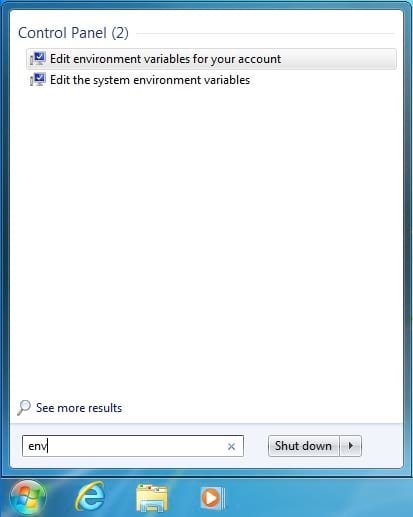 Control Panel (2)
Edit environment variables for your account
Edit the system environment variables
See more results
env
Shut down